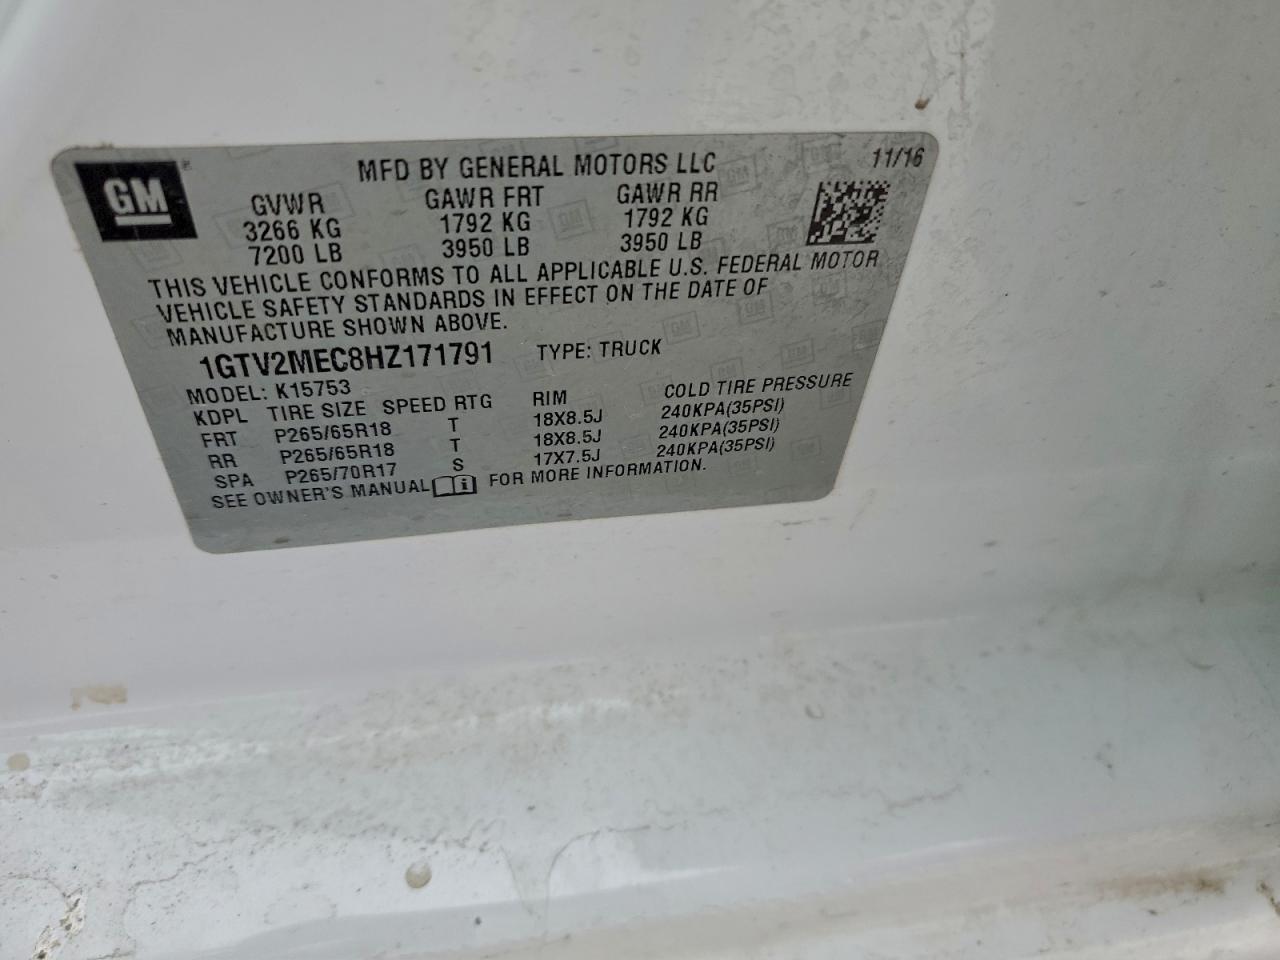 GM
MFD BY GENERAL MOTORS LLC 11/16
GVWR GAWR FRT GAWR RR
3266 KG 1792 KG 1792 KG
7200 LB 3950 LB 3950 LB
THIS VEHICLE CONFORMS TO ALL APPLICABLE U.S. FEDERAL MOTOR
VEHICLE SAFETY STANDARDS IN EFFECT ON THE DATE OF
MANUFACTURE SHOWN ABOVE.
1GTV2MEC8HZ171791 TYPE: TRUCK
MODEL: K15753
KDPL TIRE SIZE SPEED RTG RIM COLD TIRE PRESSURE
FRT P265/65R18 T 18X8.5J 240KPA(35PSI)
RR P265/65R18 T 18X8.5J 240KPA(35PSI)
SPA P265/70R17 S 17X7.5J 240KPA(35PSI)
SEE OWNER'S MANUAL FOR MORE INFORMATION.